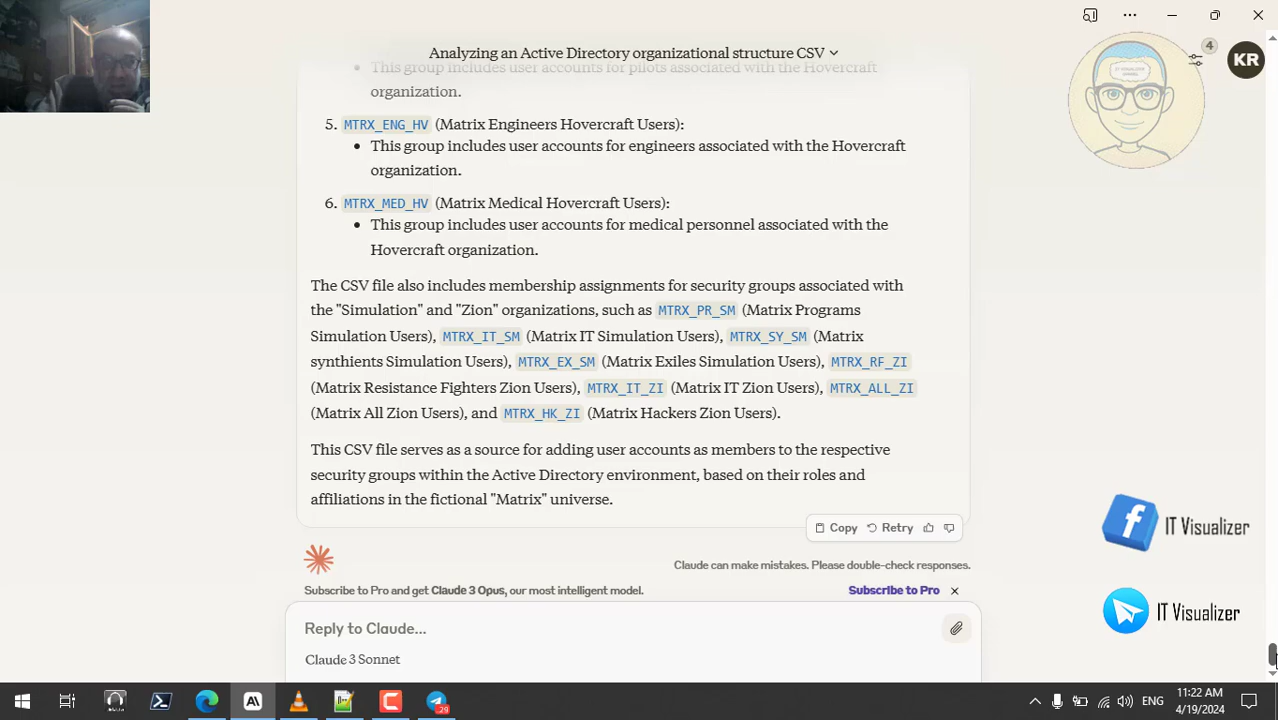 Analyzing an Active Directory organizational structure CSV
4
KR
IT VISUALIZER
CHANNEL
• This group includes user accounts for pilots associated with the Hovercraft
organization.
5. MTRX_ENG_HV (Matrix Engineers Hovercraft Users):
• This group includes user accounts for engineers associated with the Hovercraft
organization.
6. MTRX_MED_HV (Matrix Medical Hovercraft Users):
• This group includes user accounts for medical personnel associated with the
Hovercraft organization.
The CSV file also includes membership assignments for security groups associated with
the "Simulation" and "Zion" organizations, such as MTRX_PR_SM (Matrix Programs
Simulation Users), MTRX_IT_SM (Matrix IT Simulation Users), MTRX_SY_SM (Matrix
synthients Simulation Users), MTRX_EX_SM (Matrix Exiles Simulation Users), MTRX_RF_ZI
(Matrix Resistance Fighters Zion Users), MTRX_IT_ZI (Matrix IT Zion Users), MTRX_ALL_ZI
(Matrix All Zion Users), and MTRX_HK_ZI (Matrix Hackers Zion Users).
This CSV file serves as a source for adding user accounts as members to the respective
security groups within the Active Directory environment, based on their roles and
affiliations in the fictional "Matrix" universe.
Copy Retry
Claude can make mistakes. Please double-check responses.
Subscribe to Pro and get Claude 3 Opus, our most intelligent model.
Subscribe to Pro
Reply to Claude...
Claude 3 Sonnet
IT Visualizer
IT Visualizer
AI
29
ENG
11:22 AM
4/19/2024